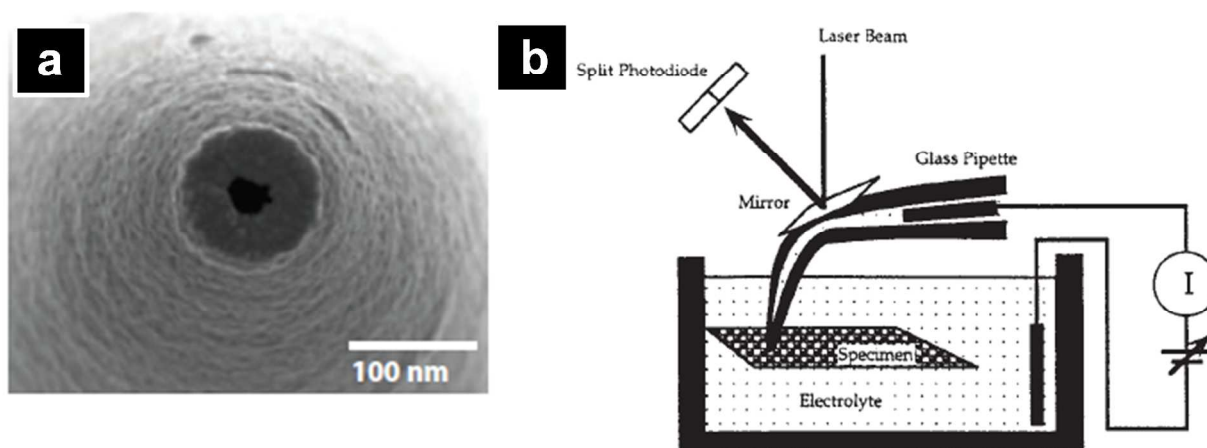 a
100 nm
b
Laser Beam
Split Photodiode
Glass Pipette
Mirror
I
Specimen
Electrolyte